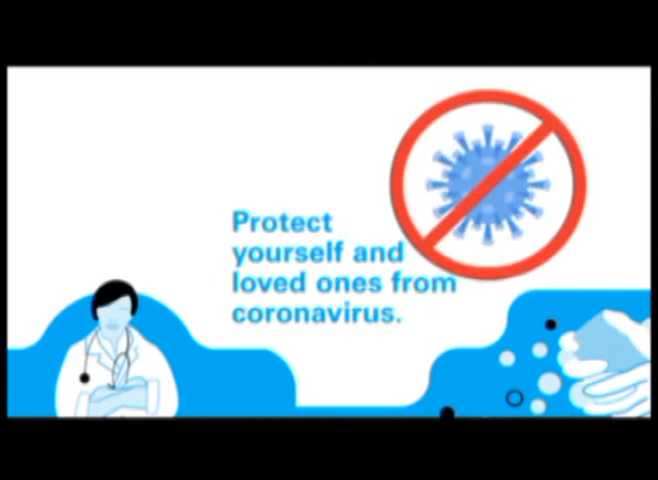 Protect
yourself and
loved ones from
coronavirus.